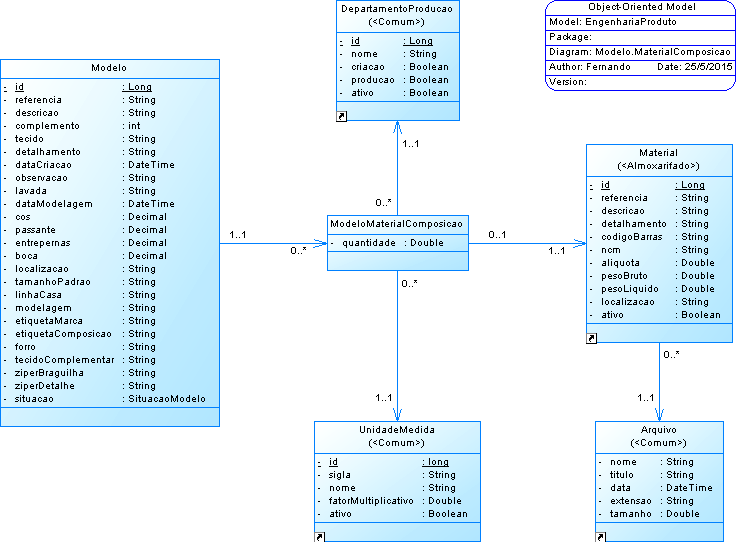 DepartamentoProducao
(<Comum>)
- id : Long
- nome : String
- criacao : Boolean
- producao : Boolean
- ativo : Boolean
Object-Oriented Model
Model: EngenhariaProduto
Package:
Diagram: Modelo.MaterialComposicao
Author: Fernando Date: 25/5/2015
Version:
Modelo
- id : Long
- referencia : String
- descricao : String
- complemento : int
- tecido : String
- detalhamento : String
- dataCriacao : DateTime
- observacao : String
- lavada : String
- dataModelagem : DateTime
- cos : Decimal
- passante : Decimal
- entrepernas : Decimal
- boca : Decimal
- localizacao : String
- tamanhoPadrao : String
- linhaCasa : String
- modelagem : String
- etiquetaMarca : String
- etiquetaComposicao : String
- forro : String
- tecidoComplementar : String
- ziperBraguilha : String
- ziperDetalhe : String
- situacao : SituacaoModelo
1..1
0..*
1..1
0..*
ModeloMaterialComposicao
- quantidade : Double
0..1
1..1
0..*
1..1
Material
(<Almoxarifado>)
- id : Long
- referencia : String
- descricao : String
- detalhamento : String
- codigoBarras : String
- ncm : String
- aliquota : Double
- pesoBruto : Double
- pesoLiquido : Double
- localizacao : String
- ativo : Boolean
0..*
1..1
UnidadeMedida
(<Comum>)
- id : long
- sigla : String
- nome : String
- fatorMultiplicativo : Double
- ativo : Boolean
Arquivo
(<Comum>)
- nome : String
- titulo : String
- data : DateTime
- extensao : String
- tamanho : Double